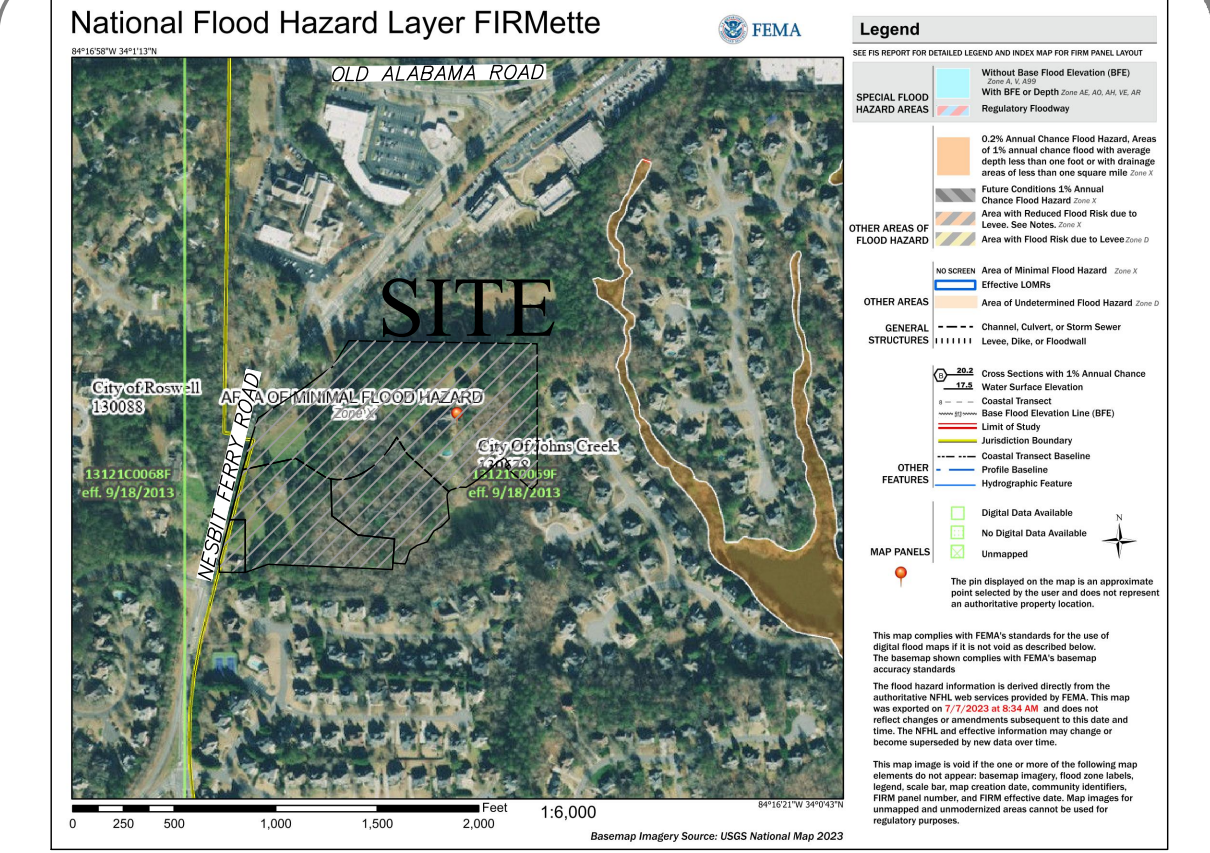 National Flood Hazard Layer FIRMette
FEMA
84°16'58"W 34°1'13"N
OLD ALABAMA ROAD
SITE
City of Roswell
130088
AREA OF MINIMAL FLOOD HAZARD
Zone X
City Of Johns Creek
NESBIT FERRY ROAD
13121C0068F
eff. 9/18/2013
13121C0069F
eff. 9/18/2013
84°16'21"W 34°0'43"N
Feet
1:6,000
0 250 500 1,000 1,500 2,000
Basemap Imagery Source: USGS National Map 2023
Legend
SEE FIS REPORT FOR DETAILED LEGEND AND INDEX MAP FOR FIRM PANEL LAYOUT
SPECIAL FLOOD
HAZARD AREAS
Without Base Flood Elevation (BFE)
Zone A, V, A99
With BFE or Depth Zone AE, AO, AH, VE, AR
Regulatory Floodway
0.2% Annual Chance Flood Hazard, Areas
of 1% annual chance flood with average
depth less than one foot or with drainage
areas of less than one square mile Zone X
Future Conditions 1% Annual
Chance Flood Hazard Zone X
Area with Reduced Flood Risk due to
Levee. See Notes. Zone X
Area with Flood Risk due to Levee Zone D
OTHER AREAS OF
FLOOD HAZARD
NO SCREEN Area of Minimal Flood Hazard Zone X
Effective LOMRs
OTHER AREAS
Area of Undetermined Flood Hazard Zone D
GENERAL
STRUCTURES
Channel, Culvert, or Storm Sewer
Levee, Dike, or Floodwall
B 20.2 Cross Sections with 1% Annual Chance
17.5 Water Surface Elevation
8 Coastal Transect
Base Flood Elevation Line (BFE)
Limit of Study
Jurisdiction Boundary
Coastal Transect Baseline
OTHER
FEATURES
Profile Baseline
Hydrographic Feature
Digital Data Available
No Digital Data Available
MAP PANELS
Unmapped
N
The pin displayed on the map is an approximate
point selected by the user and does not represent
an authoritative property location.
This map complies with FEMA's standards for the use of
digital flood maps if it is not void as described below.
The basemap shown complies with FEMA's basemap
accuracy standards
The flood hazard information is derived directly from the
authoritative NFHL web services provided by FEMA. This map
was exported on 7/7/2023 at 8:34 AM and does not
reflect changes or amendments subsequent to this date and
time. The NFHL and effective information may change or
become superseded by new data over time.
This map image is void if the one or more of the following map
elements do not appear: basemap imagery, flood zone labels,
legend, scale bar, map creation date, community identifiers,
FIRM panel number, and FIRM effective date. Map images for
unmapped and unmodernized areas cannot be used for
regulatory purposes.